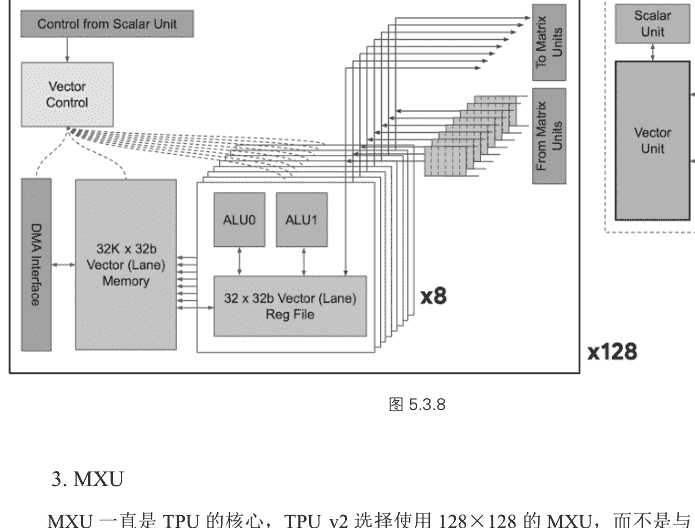 Control from Scalar Unit
Vector
Control
DMA Interface
32K x 32b
Vector (Lane)
Memory
ALU0
ALU1
32 x 32b Vector (Lane)
Reg File
x8
To Matrix
Units
From Matrix
Units
x128
Scalar
Unit
Vector
Unit
图 5.3.8
3. MXU
MXU 一直是 TPU 的核心，TPU v2 选择使用 128×128 的 MXU，而不是与